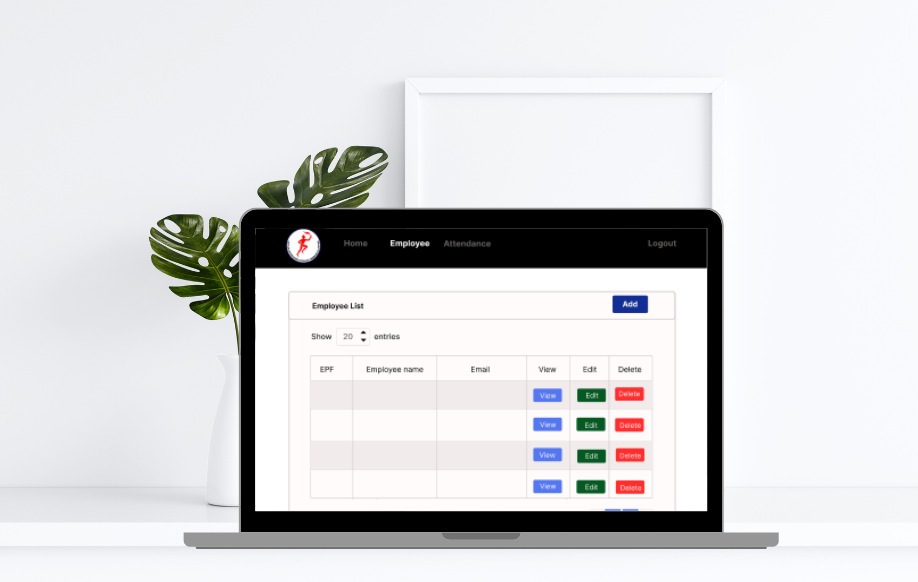 Home Employee Attendance Logout
Employee List Add
Show 20 entries
EPF Employee name Email View Edit Delete
View Edit Delete
View Edit Delete
View Edit Delete
View Edit Delete